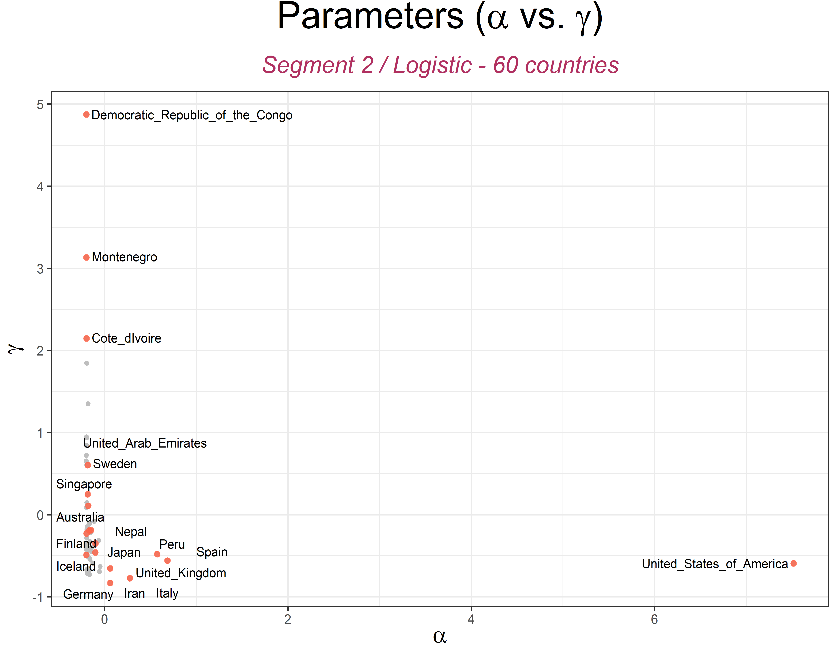 Parameters (α vs. γ)
Segment 2 / Logistic - 60 countries
5
Democratic_Republic_of_the_Congo
4
Montenegro
3
Cote_dIvoire
γ
2
1
United_Arab_Emirates
Sweden
Singapore
0
Australia
Nepal
Finland
Japan
Peru
Spain
Iceland
United_Kingdom
United_States_of_America
Germany
Iran
Italy
-1
0 2 4 6
α